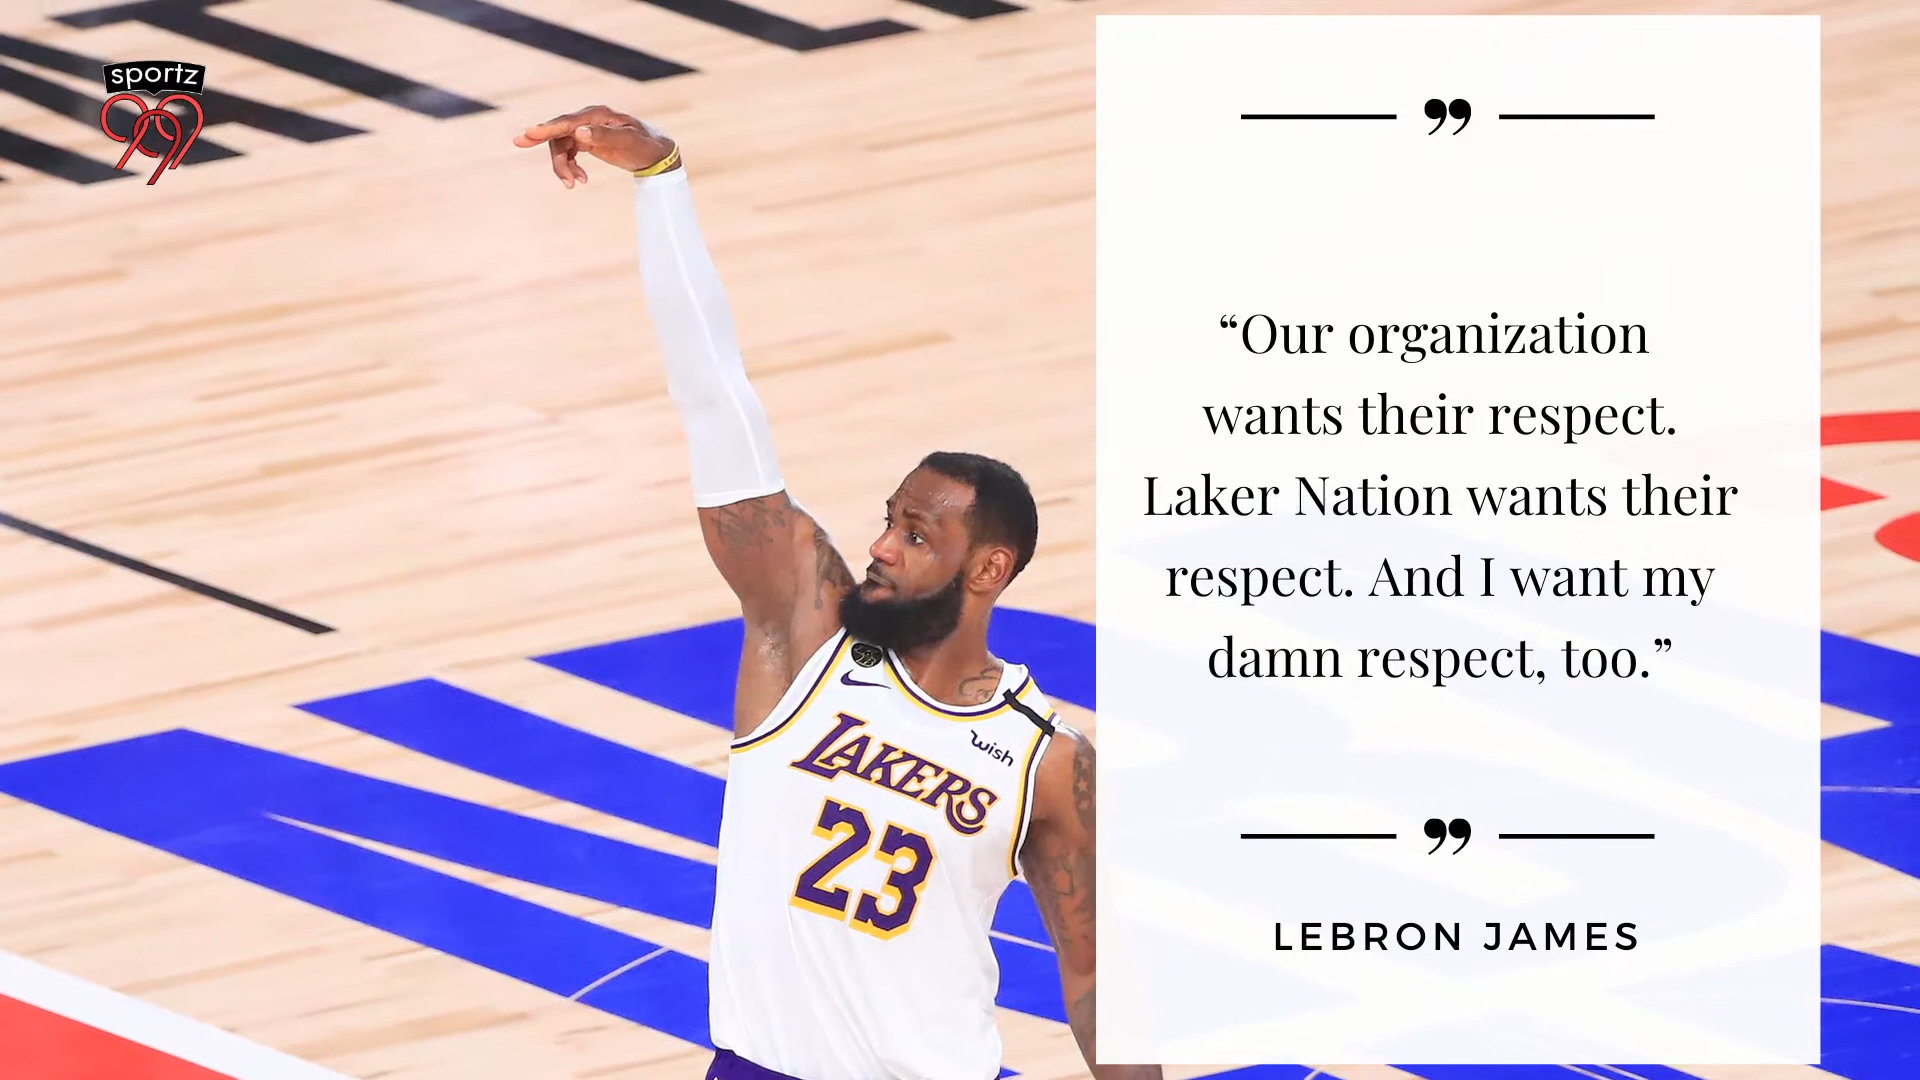 sportz
99
“Our organization
wants their respect.
Laker Nation wants their
respect. And I want my
damn respect, too.”
LEBRON JAMES
wish
LAKERS
23